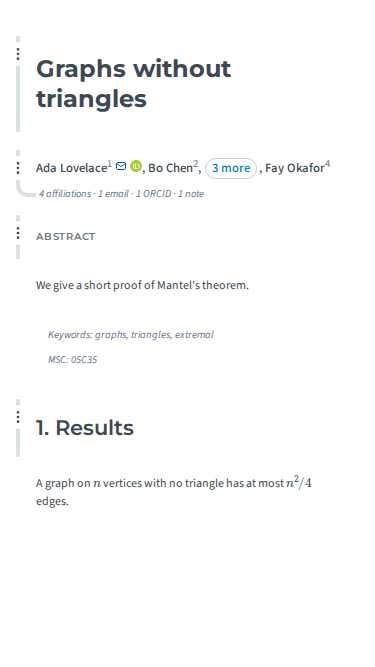 Graphs without
triangles
Ada Lovelace¹ iD, Bo Chen², 3 more, Fay Okafor⁴
4 affiliations · 1 email · 1 ORCID · 1 note
ABSTRACT
We give a short proof of Mantel's theorem.
Keywords: graphs, triangles, extremal
MSC: 05C35
1. Results
A graph on n vertices with no triangle has at most n²/4
edges.